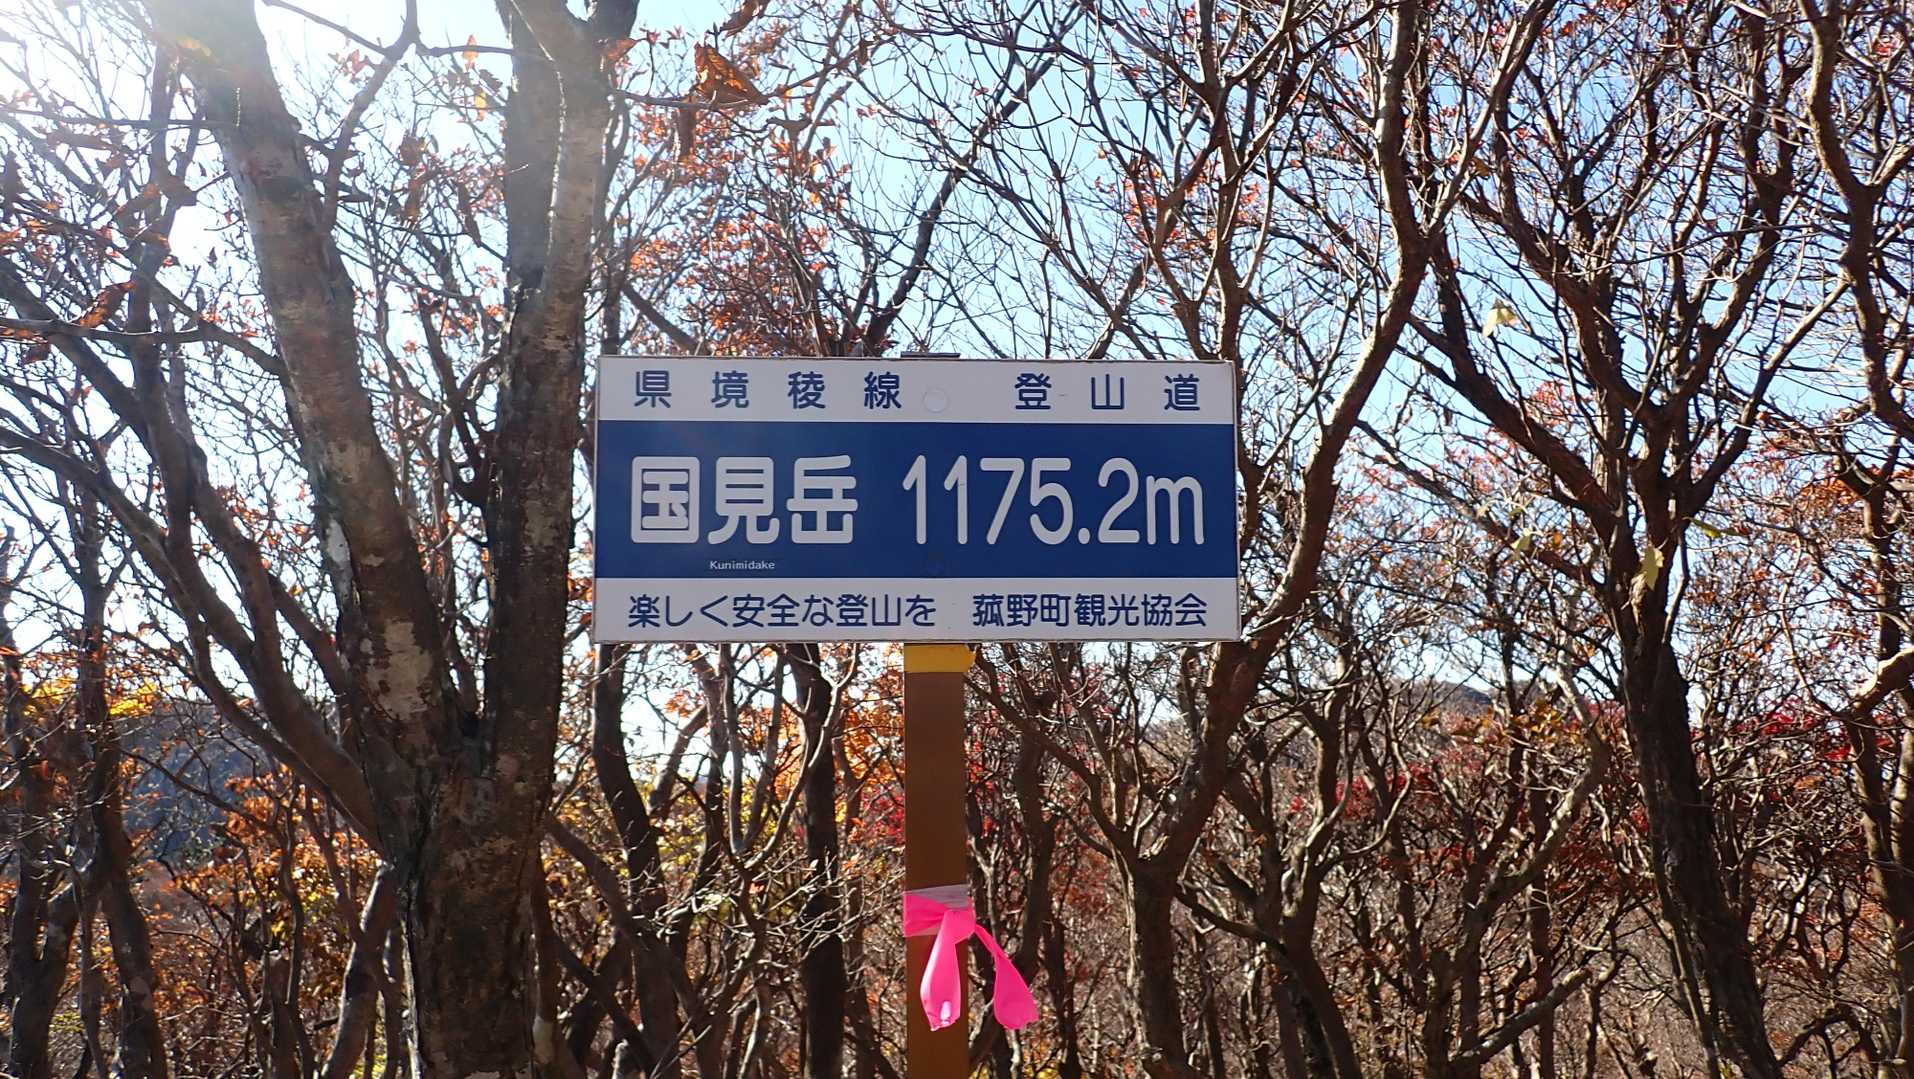 県境稜線　登山道
国見岳 1175.2m
Kunimidake
楽しく安全な登山を　菰野町観光協会